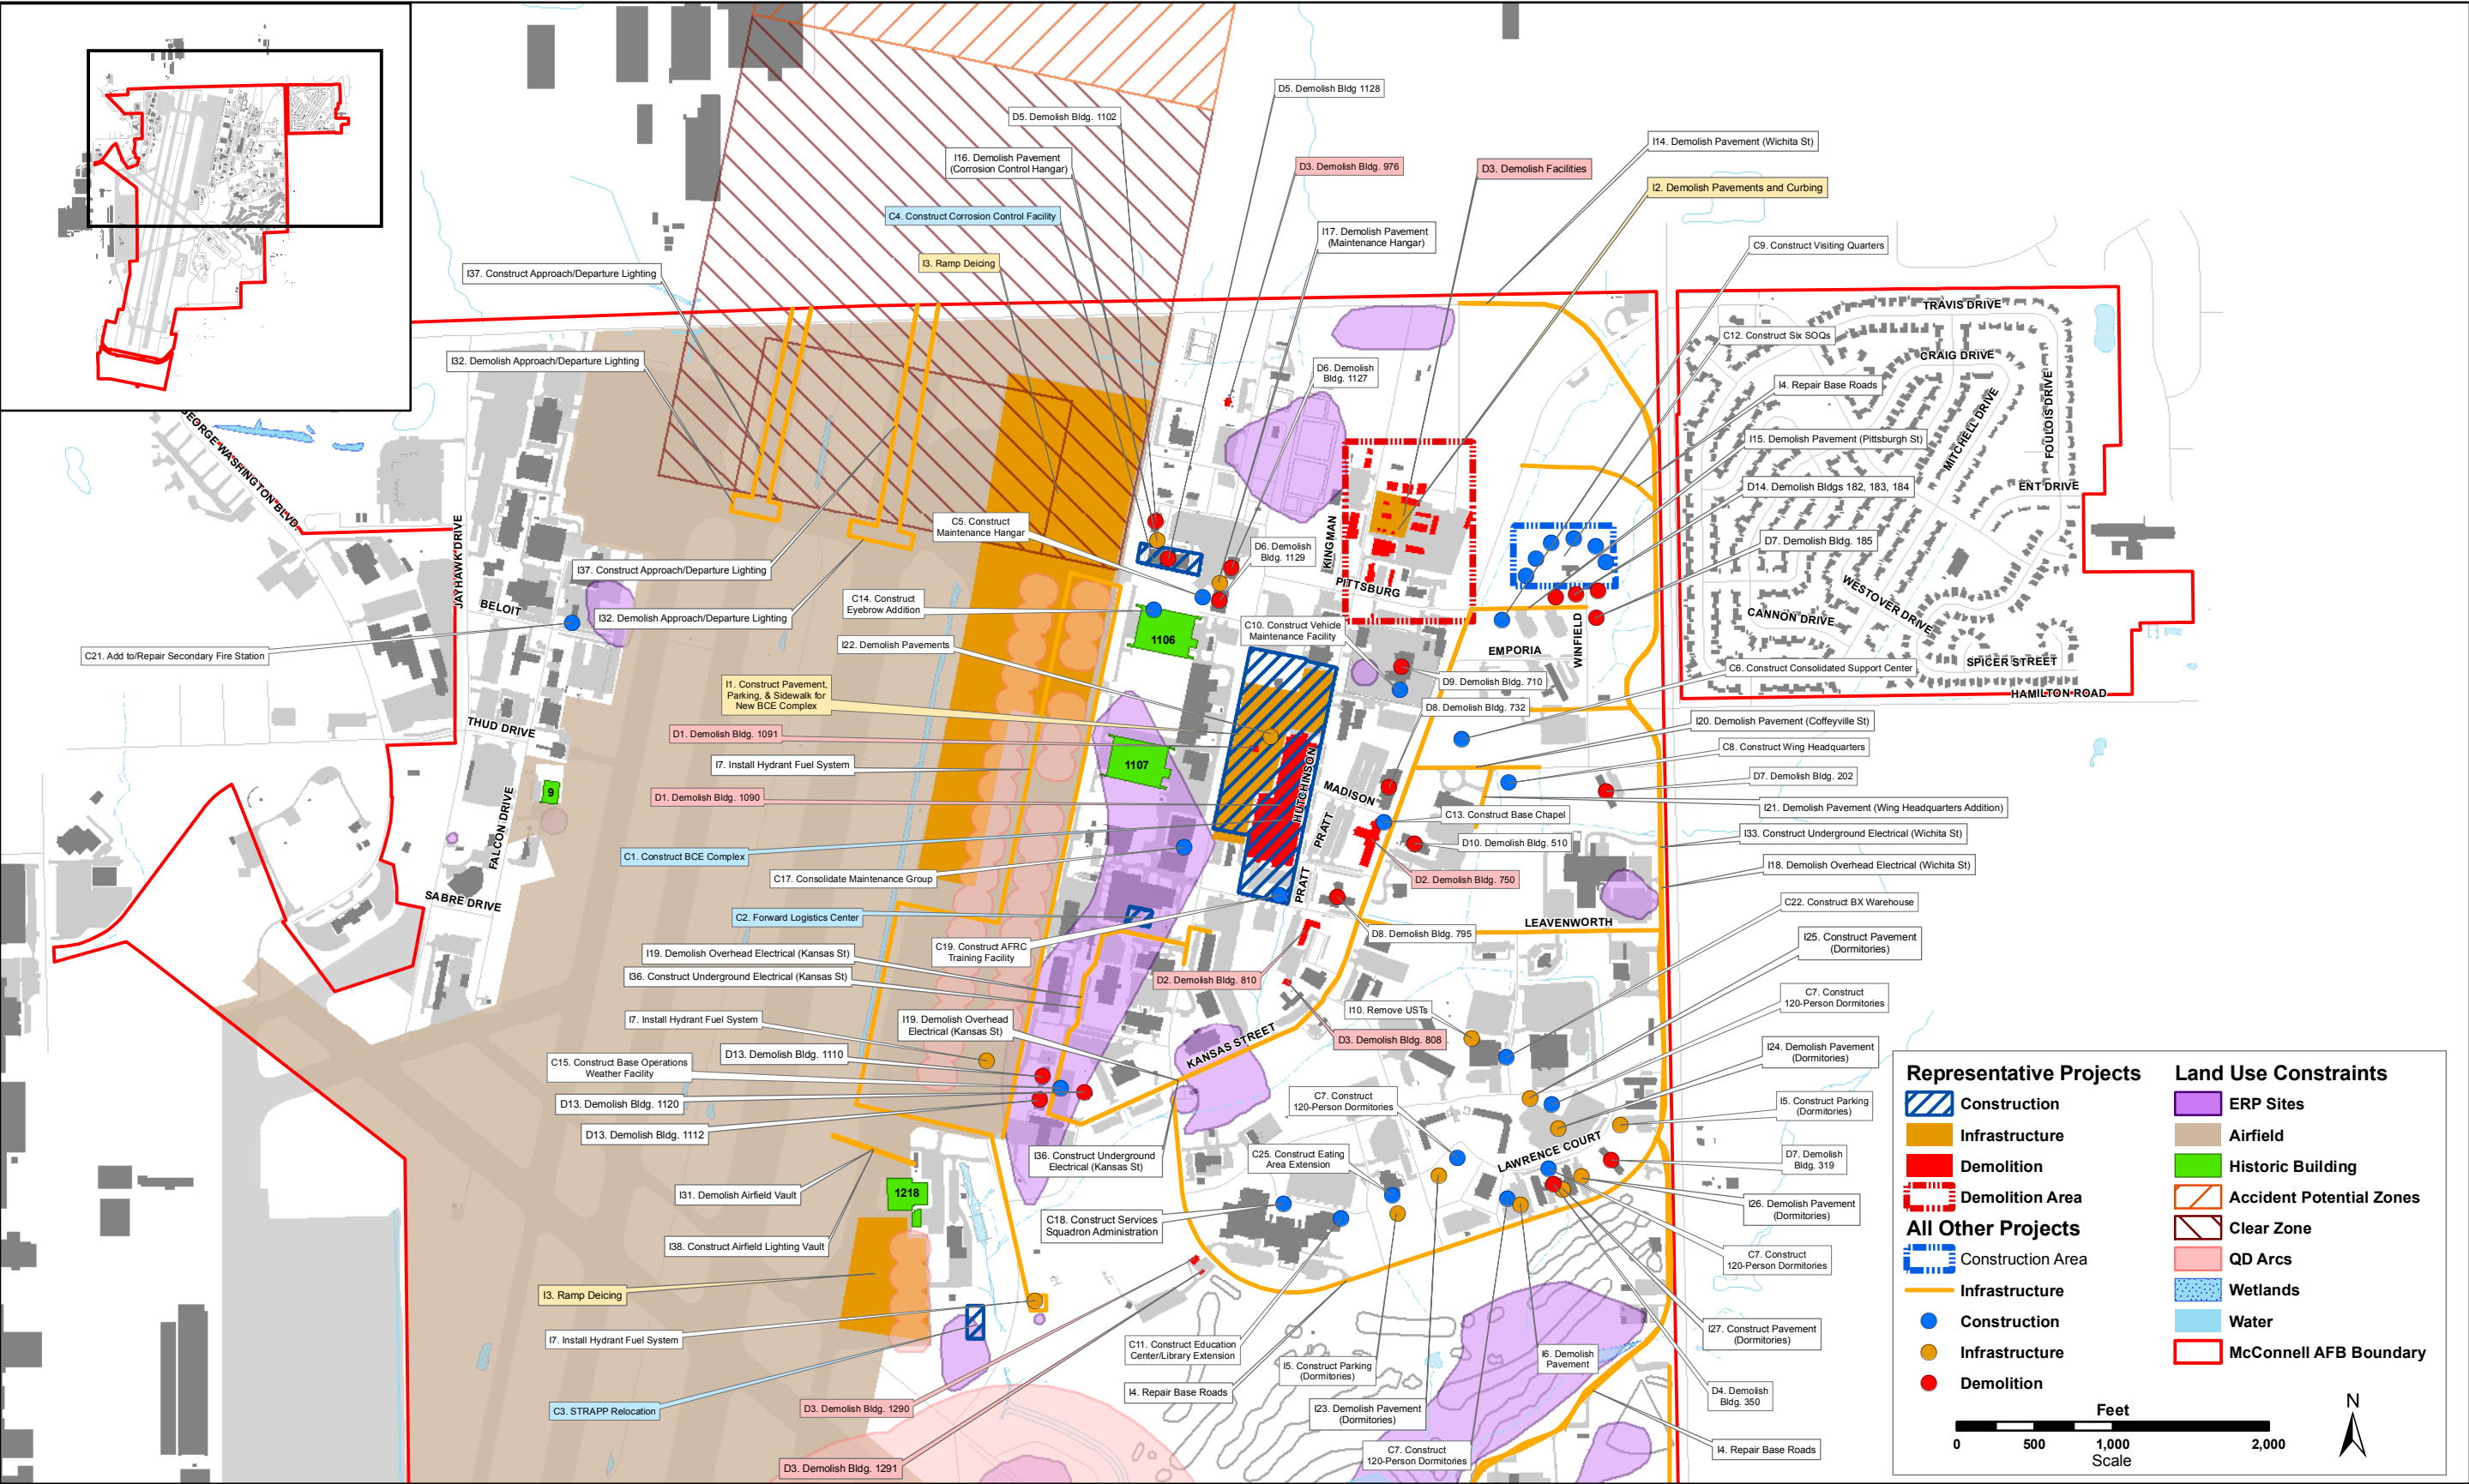 D5. Demolish Bldg 1128
D5. Demolish Bldg. 1102
I16. Demolish Pavement
(Corrosion Control Hangar)
D3. Demolish Bldg. 976
D3. Demolish Facilities
I14. Demolish Pavement (Wichita St)
I2. Demolish Pavements and Curbing
C4. Construct Corrosion Control Facility
I17. Demolish Pavement
(Maintenance Hangar)
C9. Construct Visiting Quarters
I3. Ramp Deicing
I37. Construct Approach/Departure Lighting
TRAVIS DRIVE
C12. Construct Six SOQs
CRAIG DRIVE
I32. Demolish Approach/Departure Lighting
D6. Demolish
Bldg. 1127
I4. Repair Base Roads
FOULOIS DRIVE
MITCHELL DRIVE
GEORGE WASHINGTON BLVD.
I15. Demolish Pavement (Pittsburgh St)
D14. Demolish Bldgs 182, 183, 184
ENT DRIVE
C5. Construct
Maintenance Hangar
KINGMAN
D7. Demolish Bldg. 185
D6. Demolish
Bldg. 1129
JAYHAWK DRIVE
I37. Construct Approach/Departure Lighting
PITTSBURG
WESTOVER DRIVE
BELOIT
C14. Construct
Eyebrow Addition
I32. Demolish Approach/Departure Lighting
CANNON DRIVE
C10. Construct Vehicle
Maintenance Facility
1106
WINFIELD
C21. Add to/Repair Secondary Fire Station
I22. Demolish Pavements
EMPORIA
SPICER STREET
C6. Construct Consolidated Support Center
D9. Demolish Bldg. 710
HAMILTON ROAD
I1. Construct Pavement,
Parking, & Sidewalk for
New BCE Complex
D8. Demolish Bldg. 732
I20. Demolish Pavement (Coffeyville St)
THUD DRIVE
D1. Demolish Bldg. 1091
C8. Construct Wing Headquarters
I7. Install Hydrant Fuel System
1107
D7. Demolish Bldg. 202
HUTCHINSON
9
D1. Demolish Bldg. 1090
MADISON
I21. Demolish Pavement (Wing Headquarters Addition)
C13. Construct Base Chapel
FALCON DRIVE
PRATT
I33. Construct Underground Electrical (Wichita St)
D10. Demolish Bldg. 510
C1. Construct BCE Complex
I18. Demolish Overhead Electrical (Wichita St)
C17. Consolidate Maintenance Group
D2. Demolish Bldg. 750
PRATT
SABRE DRIVE
C22. Construct BX Warehouse
C2. Forward Logistics Center
LEAVENWORTH
D8. Demolish Bldg. 795
I25. Construct Pavement
(Dormitories)
C19. Construct AFRC
Training Facility
I19. Demolish Overhead Electrical (Kansas St)
I36. Construct Underground Electrical (Kansas St)
D2. Demolish Bldg. 810
C7. Construct
120-Person Dormitories
I10. Remove USTs
I7. Install Hydrant Fuel System
I19. Demolish Overhead
Electrical (Kansas St)
KANSAS STREET
D3. Demolish Bldg. 808
I24. Demolish Pavement
(Dormitories)
D13. Demolish Bldg. 1110
C15. Construct Base Operations
Weather Facility
D13. Demolish Bldg. 1120
C7. Construct
120-Person Dormitories
I5. Construct Parking
(Dormitories)
D13. Demolish Bldg. 1112
LAWRENCE COURT
I36. Construct Underground
Electrical (Kansas St)
C25. Construct Eating
Area Extension
D7. Demolish
Bldg. 319
I31. Demolish Airfield Vault
1218
I26. Demolish Pavement
(Dormitories)
C18. Construct Services
Squadron Administration
I38. Construct Airfield Lighting Vault
C7. Construct
120-Person Dormitories
I3. Ramp Deicing
I7. Install Hydrant Fuel System
C11. Construct Education
Center/Library Extension
I27. Construct Pavement
(Dormitories)
I5. Construct Parking
(Dormitories)
I6. Demolish
Pavement
I4. Repair Base Roads
D4. Demolish
Bldg. 350
C3. STRAPP Relocation
D3. Demolish Bldg. 1290
I23. Demolish Pavement
(Dormitories)
C7. Construct
120-Person Dormitories
I4. Repair Base Roads
D3. Demolish Bldg. 1291
Representative Projects
Construction
Infrastructure
Demolition
Demolition Area
All Other Projects
Construction Area
Infrastructure
Construction
Infrastructure
Demolition
Land Use Constraints
ERP Sites
Airfield
Historic Building
Accident Potential Zones
Clear Zone
QD Arcs
Wetlands
Water
McConnell AFB Boundary
Feet
0 500 1,000 2,000
Scale
N